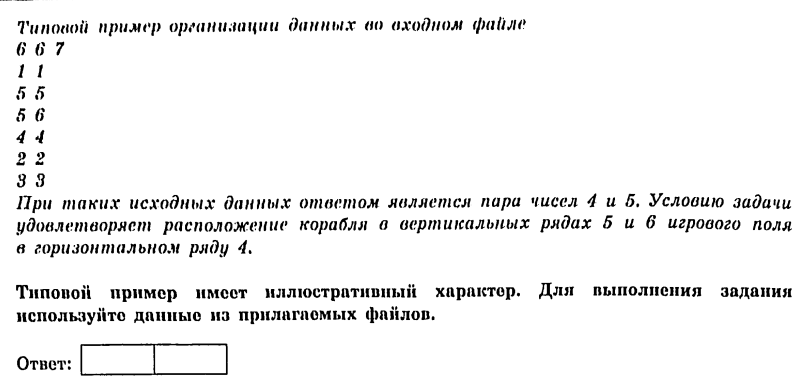 Типовой пример организации данных во входном файле
6 6 7
1 1
5 5
5 6
4 4
2 2
3 3
При таких исходных данных ответом является пара чисел 4 и 5. Условию задачи
удовлетворяет расположение корабля в вертикальных рядах 5 и 6 игрового поля
в горизонтальном ряду 4.
Типовой пример имеет иллюстративный характер. Для выполнения задания
используйте данные из прилагаемых файлов.
Ответ: